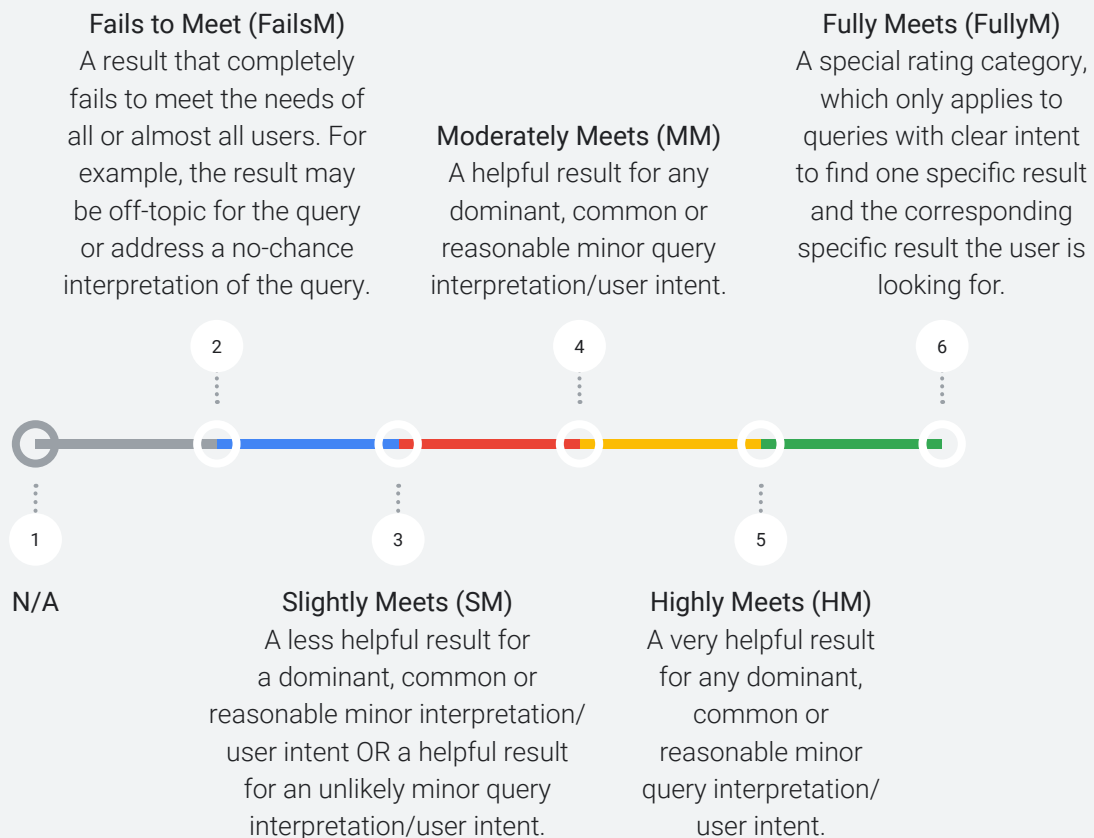 Fails to Meet (FailsM)
A result that completely
fails to meet the needs of
all or almost all users. For
example, the result may
be off-topic for the query
or address a no-chance
interpretation of the query.
Moderately Meets (MM)
A helpful result for any
dominant, common or
reasonable minor query
interpretation/user intent.
Fully Meets (FullyM)
A special rating category,
which only applies to
queries with clear intent
to find one specific result
and the corresponding
specific result the user is
looking for.
2
4
6
1
3
5
N/A
Slightly Meets (SM)
A less helpful result for
a dominant, common or
reasonable minor interpretation/
user intent OR a helpful result
for an unlikely minor query
interpretation/user intent.
Highly Meets (HM)
A very helpful result
for any dominant,
common or
reasonable minor
query interpretation/
user intent.